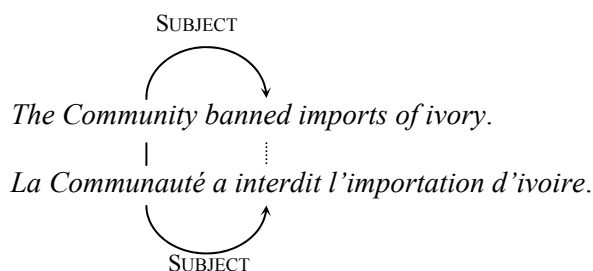 SUBJECT
The Community banned imports of ivory.
La Communauté a interdit l’importation d’ivoire.
SUBJECT